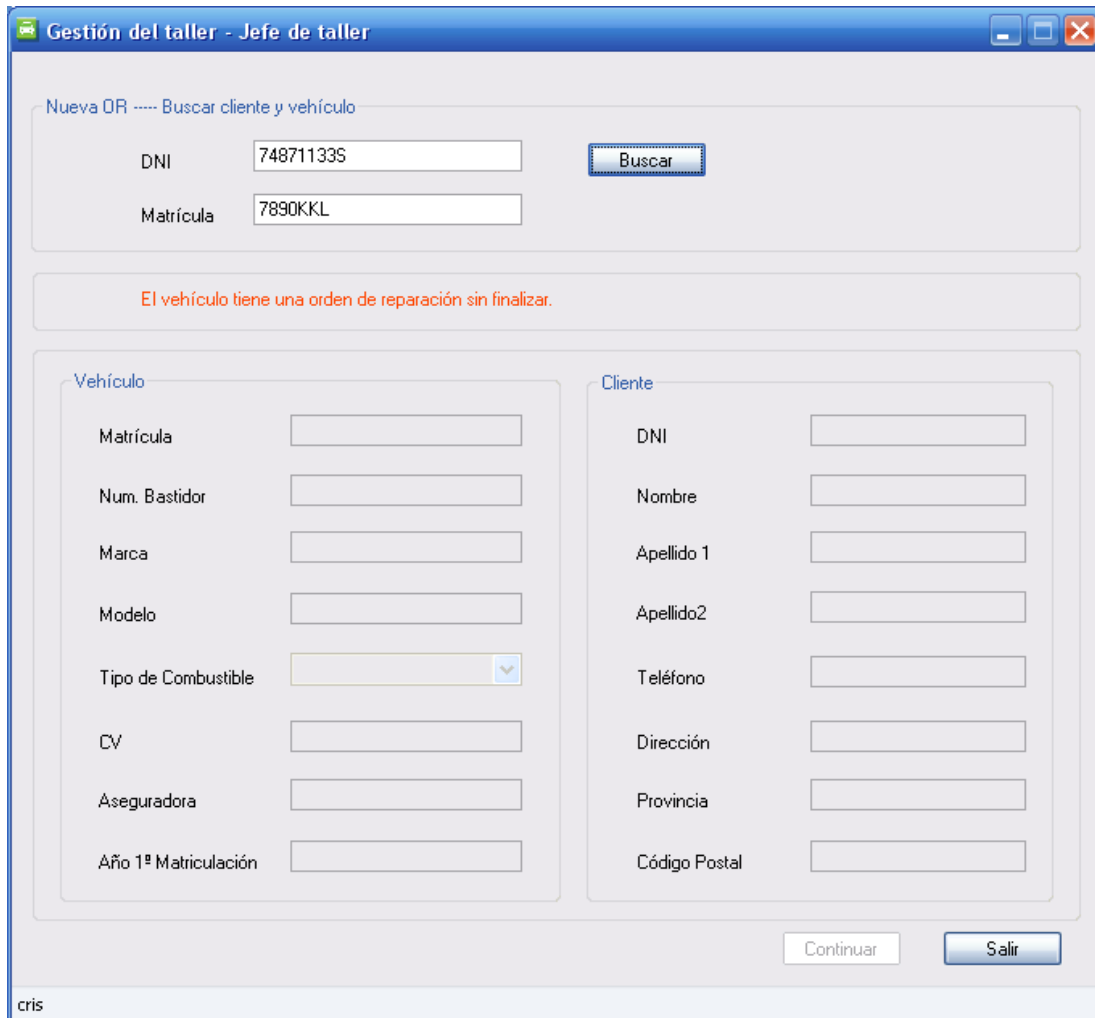 Gestión del taller - Jefe de taller
Nueva OR ----- Buscar cliente y vehículo
DNI 74871133S Buscar
Matrícula 7890KKL
El vehículo tiene una orden de reparación sin finalizar.
Vehículo
Matrícula
Num. Bastidor
Marca
Modelo
Tipo de Combustible
CV
Aseguradora
Año 1ª Matriculación
Cliente
DNI
Nombre
Apellido 1
Apellido2
Teléfono
Dirección
Provincia
Código Postal
Continuar Salir
cris